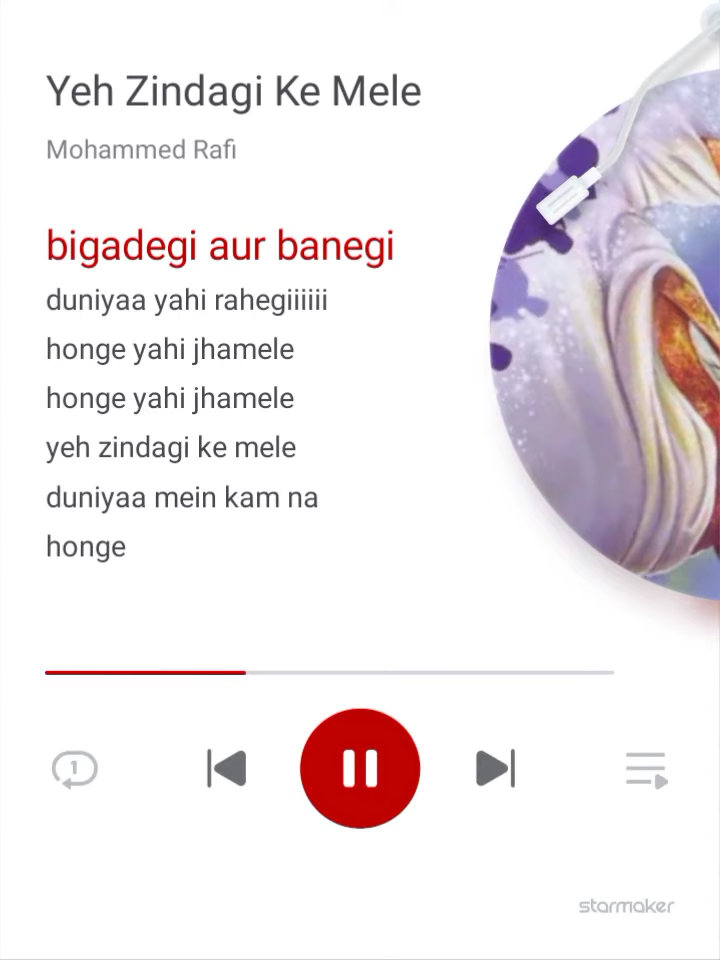 Yeh Zindagi Ke Mele
Mohammed Rafi
bigadegi aur banegi
duniyaa yahi rahegiiiiii
honge yahi jhamele
honge yahi jhamele
yeh zindagi ke mele
duniyaa mein kam na
honge
1
starmaker